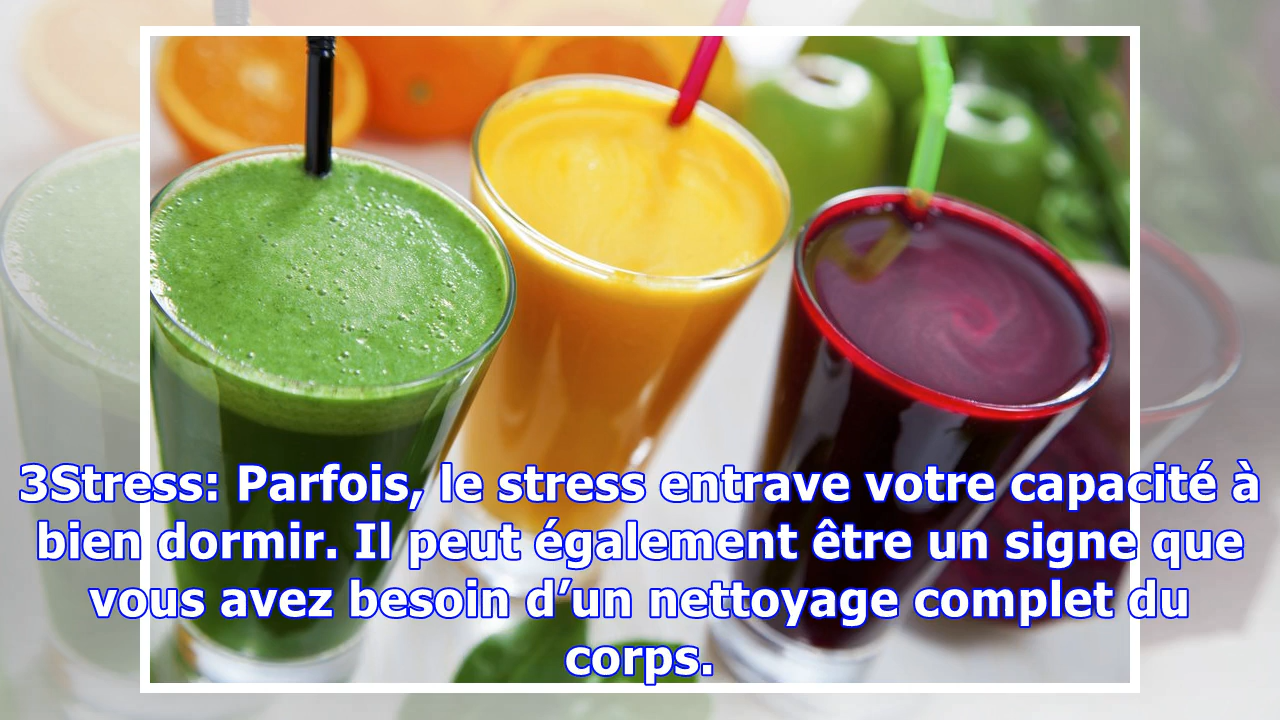 3Stress: Parfois, le stress entrave votre capacité à
bien dormir. Il peut également être un signe que
vous avez besoin d’un nettoyage complet du
corps.